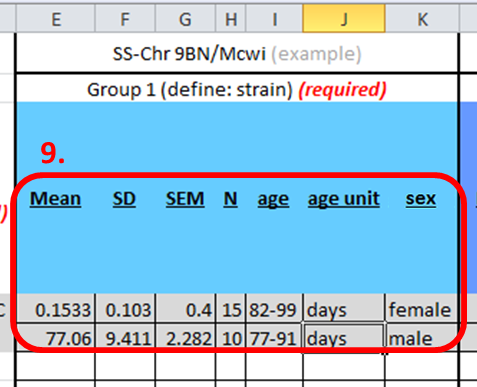 E F G H I J K
SS-Chr 9BN/Mcwi (example)
Group 1 (define: strain) (required)
9.
) Mean SD SEM N age age unit sex
C 0.1533 0.103 0.4 15 82-99 days female
77.06 9.411 2.282 10 77-91 days male